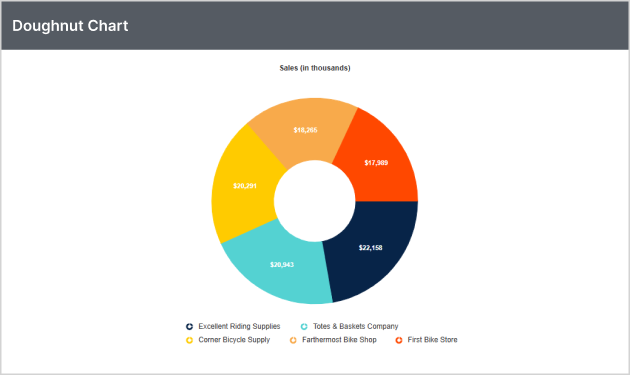 Doughnut Chart
Sales (in thousands)
$18,265
$17,989
$20,291
$22,158
$20,943
Excellent Riding Supplies Totes & Baskets Company
Corner Bicycle Supply Farthermost Bike Shop First Bike Store